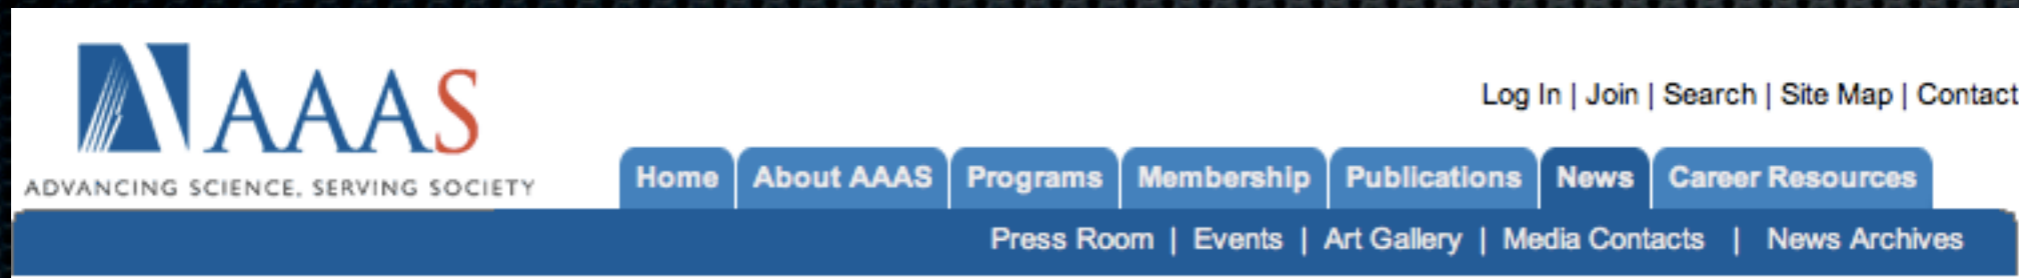 AAAS
ADVANCING SCIENCE, SERVING SOCIETY
Log In | Join | Search | Site Map | Contact
Home About AAAS Programs Membership Publications News Career Resources
Press Room | Events | Art Gallery | Media Contacts | News Archives